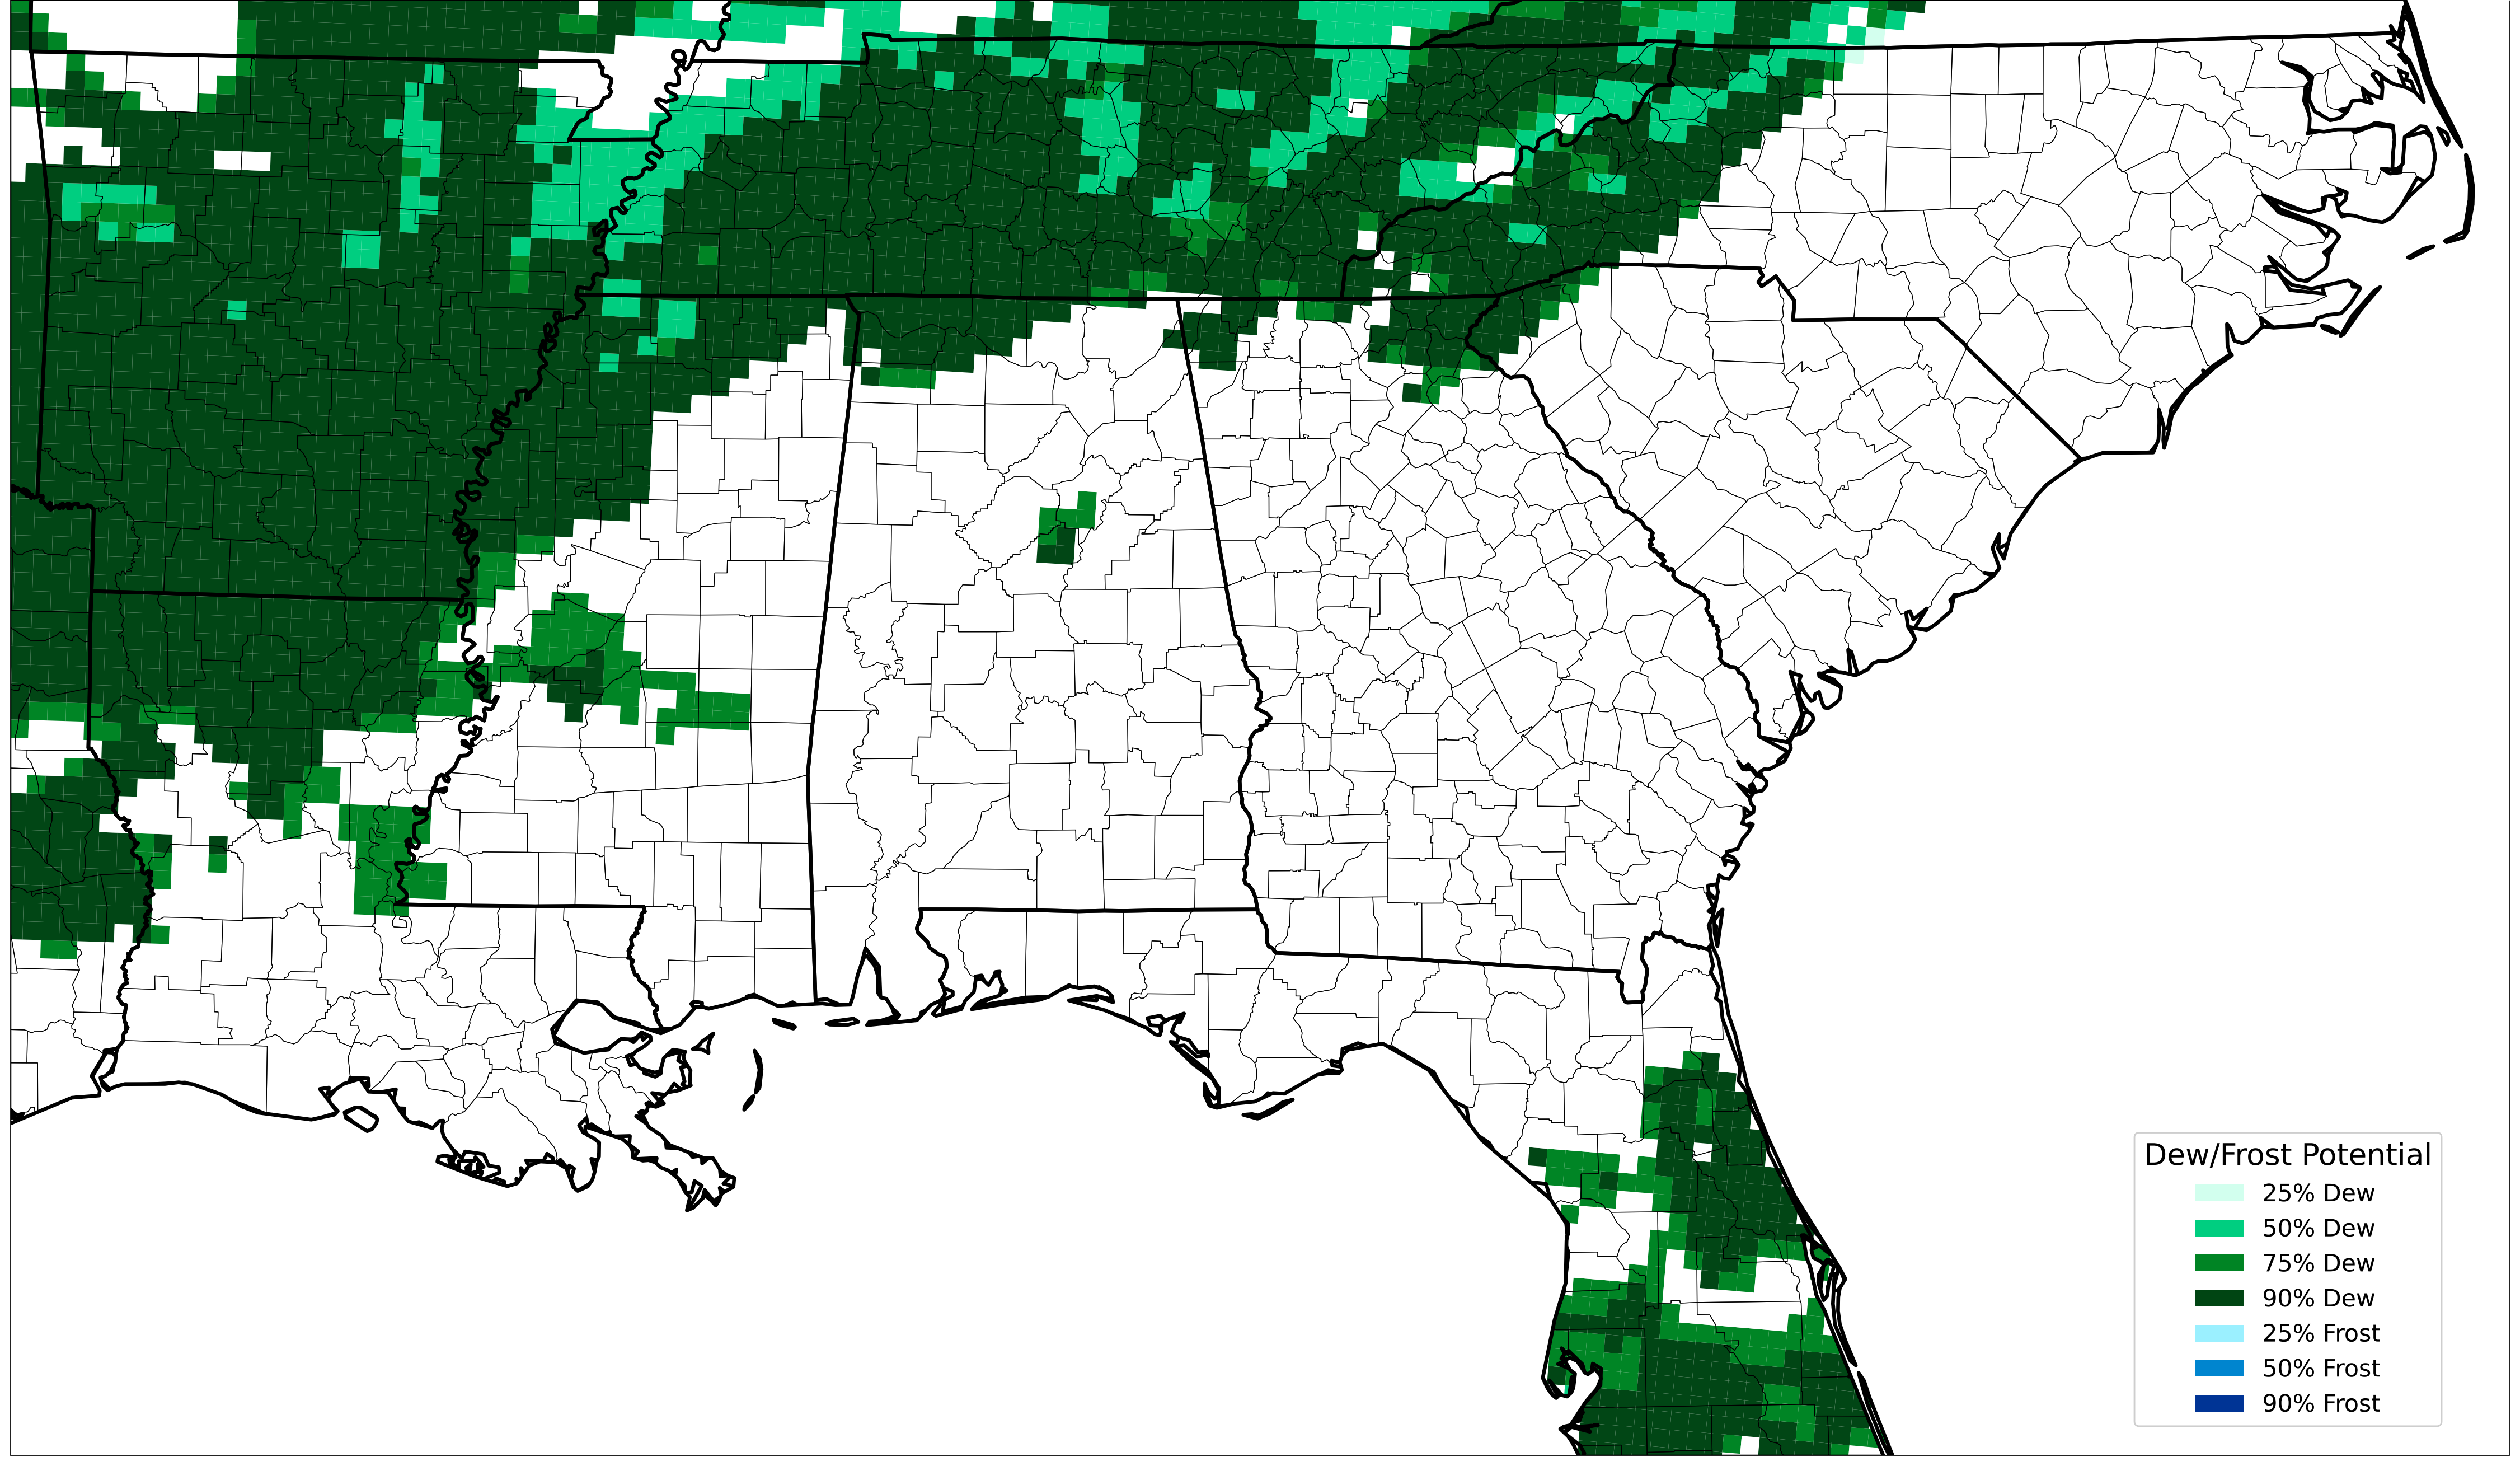 Dew/Frost Potential
25% Dew
50% Dew
75% Dew
90% Dew
25% Frost
50% Frost
90% Frost